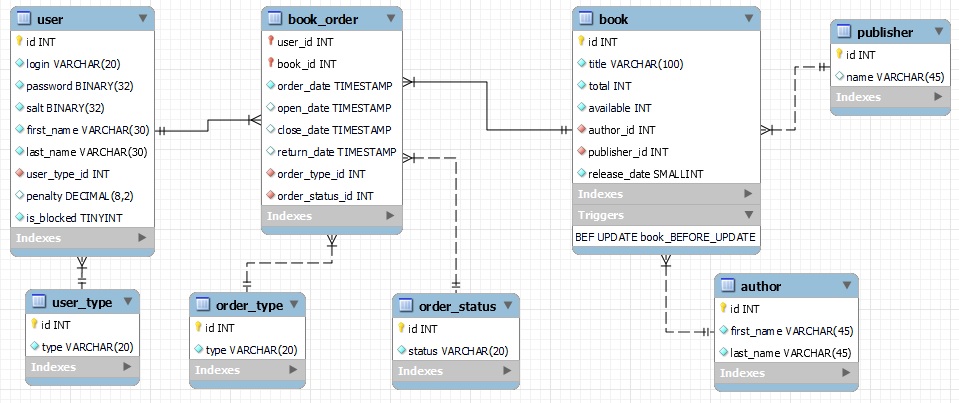 user
id INT
login VARCHAR(20)
password BINARY(32)
salt BINARY(32)
first_name VARCHAR(30)
last_name VARCHAR(30)
user_type_id INT
penalty DECIMAL(8,2)
is_blocked TINYINT
Indexes
book_order
user_id INT
book_id INT
order_date TIMESTAMP
open_date TIMESTAMP
close_date TIMESTAMP
return_date TIMESTAMP
order_type_id INT
order_status_id INT
Indexes
book
id INT
title VARCHAR(100)
total INT
available INT
author_id INT
publisher_id INT
release_date SMALLINT
Indexes
Triggers
BEF UPDATE book_BEFORE_UPDATE
publisher
id INT
name VARCHAR(45)
Indexes
user_type
id INT
type VARCHAR(20)
Indexes
order_type
id INT
type VARCHAR(20)
Indexes
order_status
id INT
status VARCHAR(20)
Indexes
author
id INT
first_name VARCHAR(45)
last_name VARCHAR(45)
Indexes